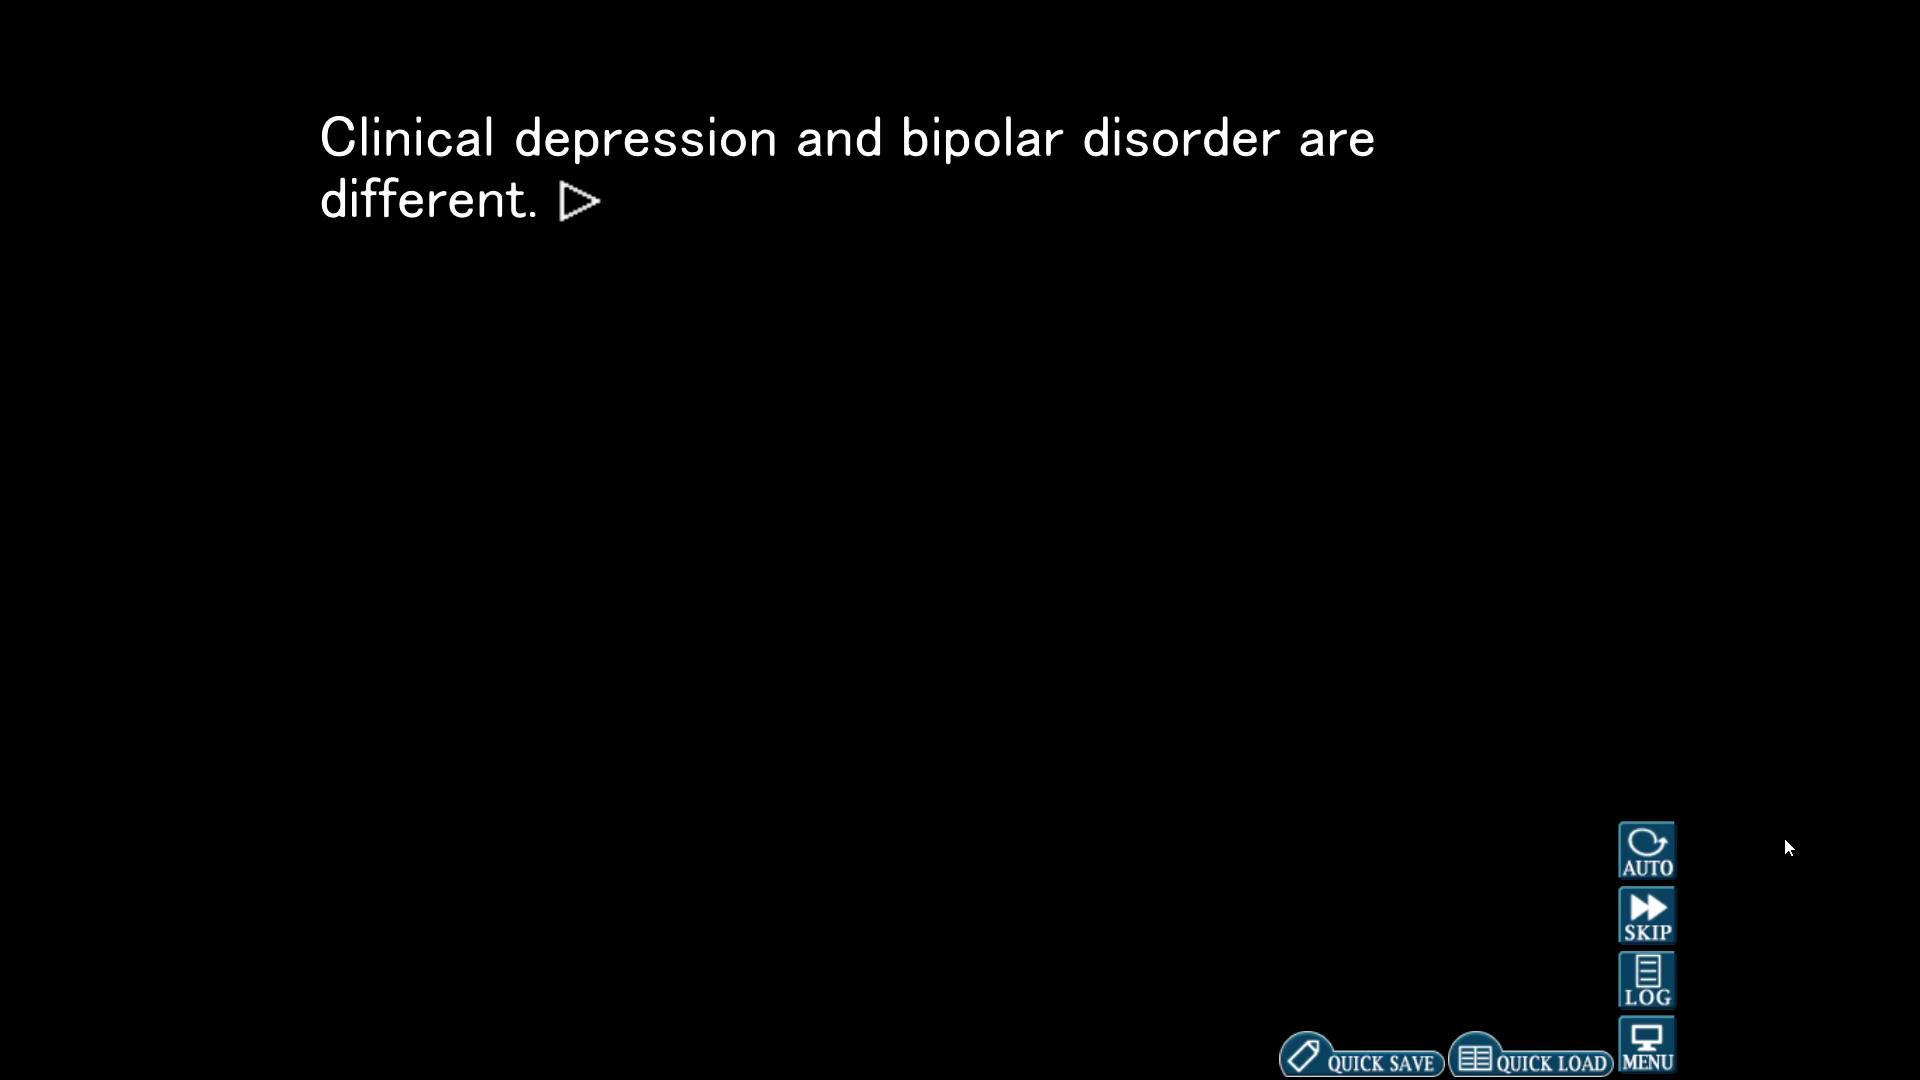 Clinical depression and bipolar disorder are
different.
AUTO
SKIP
LOG
MENU
QUICK SAVE
QUICK LOAD